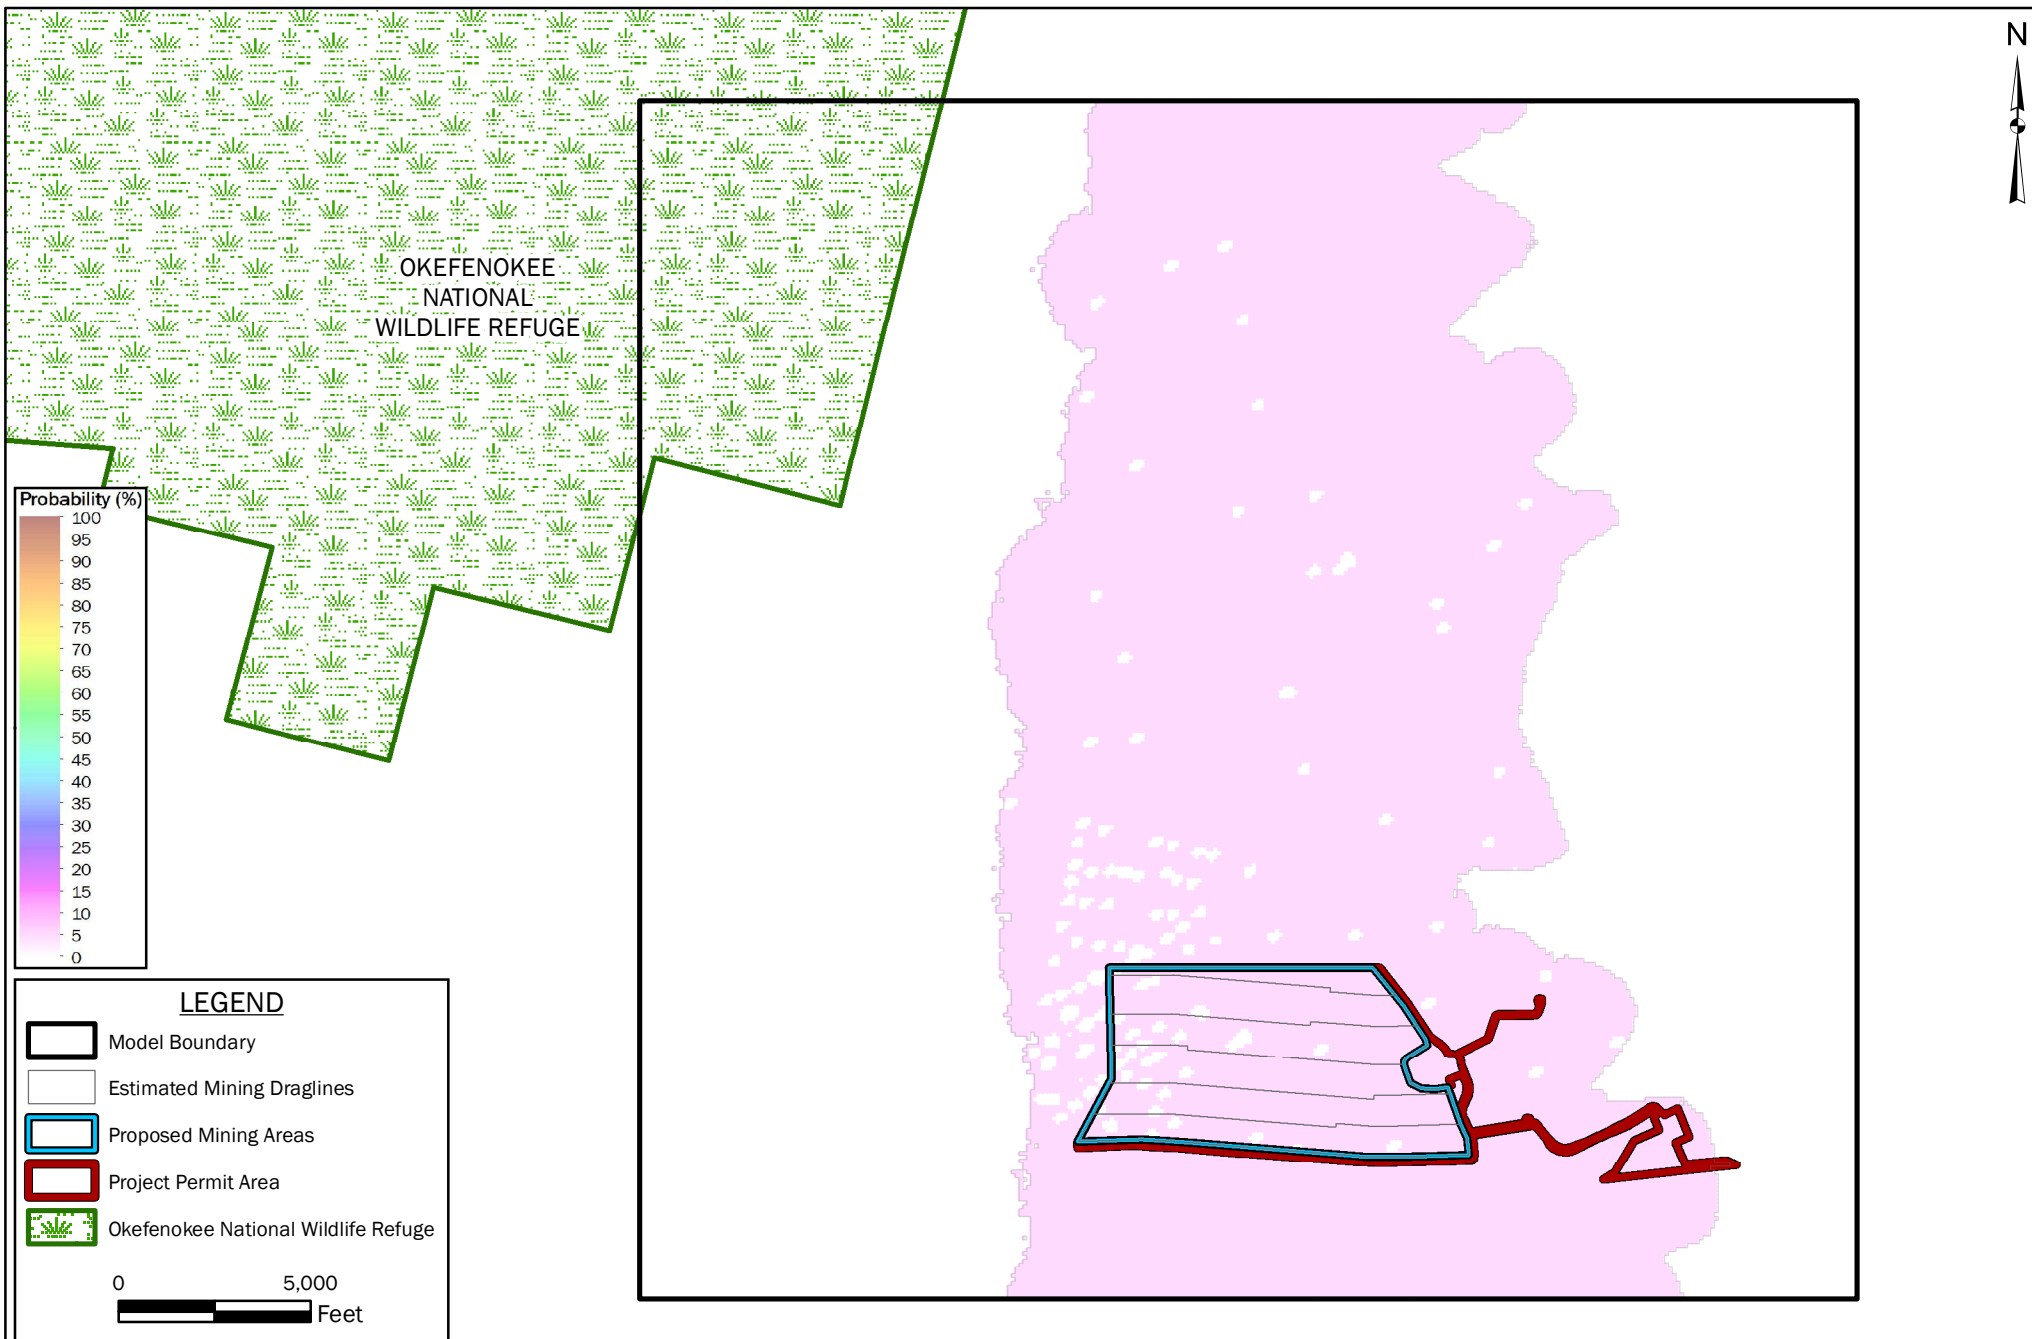 N
OKEFENOKEE
NATIONAL
WILDLIFE REFUGE
Probability (%)
100
95
90
85
80
75
70
65
60
55
50
45
40
35
30
25
20
15
10
5
0
LEGEND
Model Boundary
Estimated Mining Draglines
Proposed Mining Areas
Project Permit Area
Okefenokee National Wildlife Refuge
0 5,000
Feet